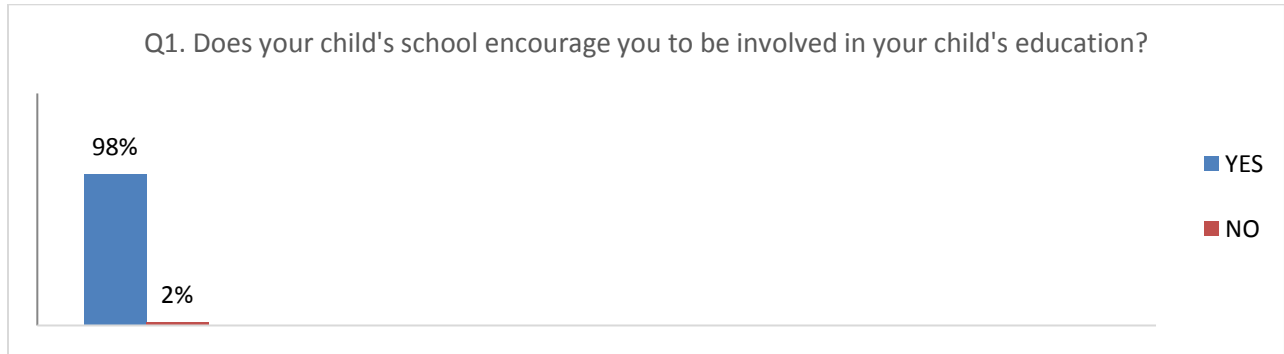 Q1. Does your child's school encourage you to be involved in your child's education?
98%
2%
YES
NO